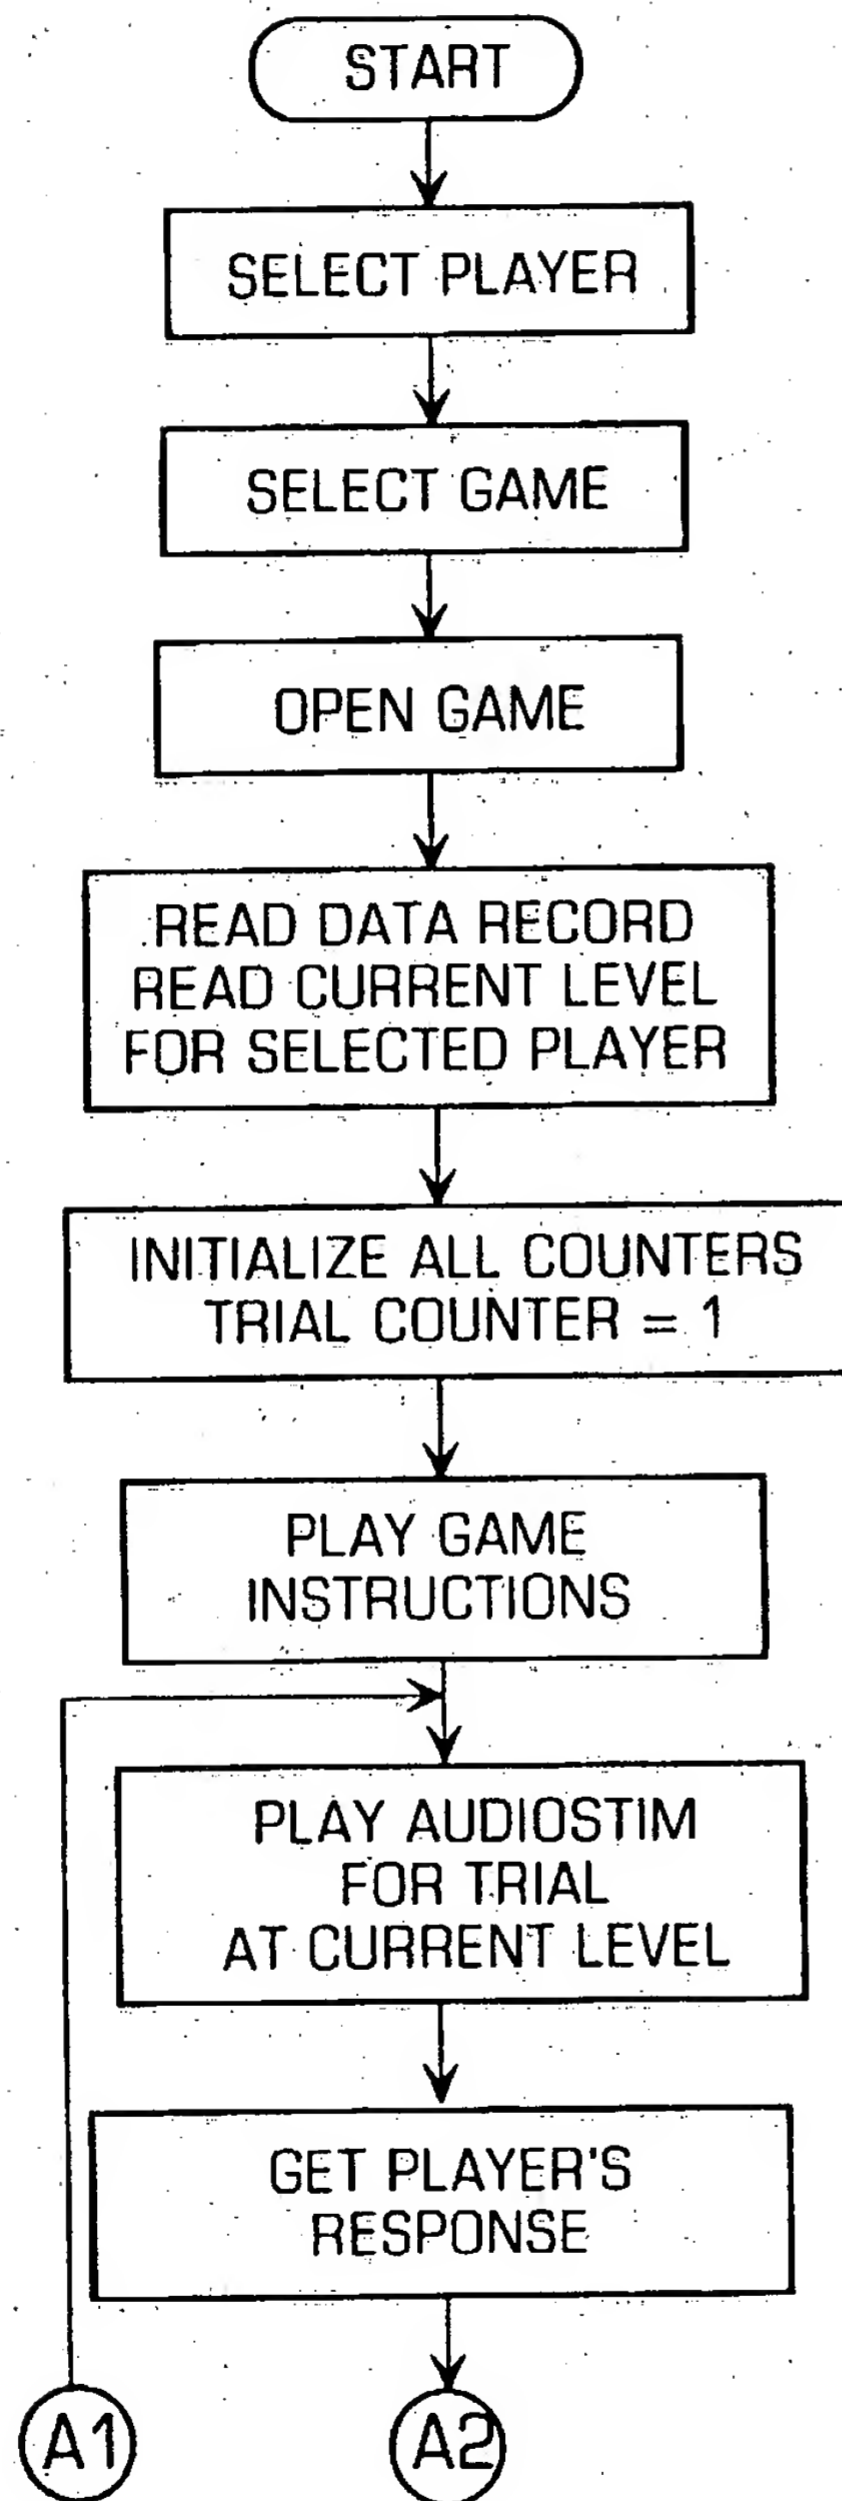 START
SELECT PLAYER
SELECT GAME
OPEN GAME
READ DATA RECORD
READ CURRENT LEVEL
FOR SELECTED PLAYER
INITIALIZE ALL COUNTERS
TRIAL COUNTER = 1
PLAY GAME
INSTRUCTIONS
PLAY AUDIOSTIM
FOR TRIAL
AT CURRENT LEVEL
GET PLAYER'S
RESPONSE
A1
A2